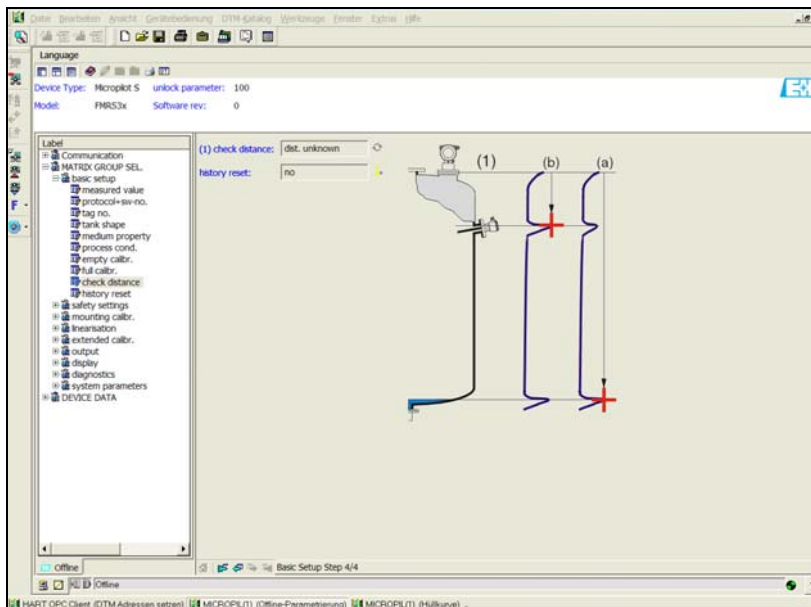 Datei Bearbeiten Ansicht Gerätebedienung DTM-Katalog Werkzeuge Fenster Extras Hilfe
Language
Device Type: Micropilot S unlock parameter: 100
Model: FMR53x Software rev: 0
E+H
Label
Communication
MATRIX GROUP SEL.
basic setup
measured value
protocol+sw-no.
tag no.
tank shape
medium property
process cond.
empty calibr.
full calibr.
check distance
history reset
safety settings
mounting calibr.
linearisation
extended calibr.
output
display
diagnostics
system parameters
DEVICE DATA
(1) check distance: dist. unknown
history reset: no
(1) (b) (a)
F
Offline
Basic Setup Step 4/4
Offline
HART OPC Client (DTM Adressen setzen) MICROPIL(1) (Offline-Parametrierung) MICROPIL(1) (Hüllkurve)